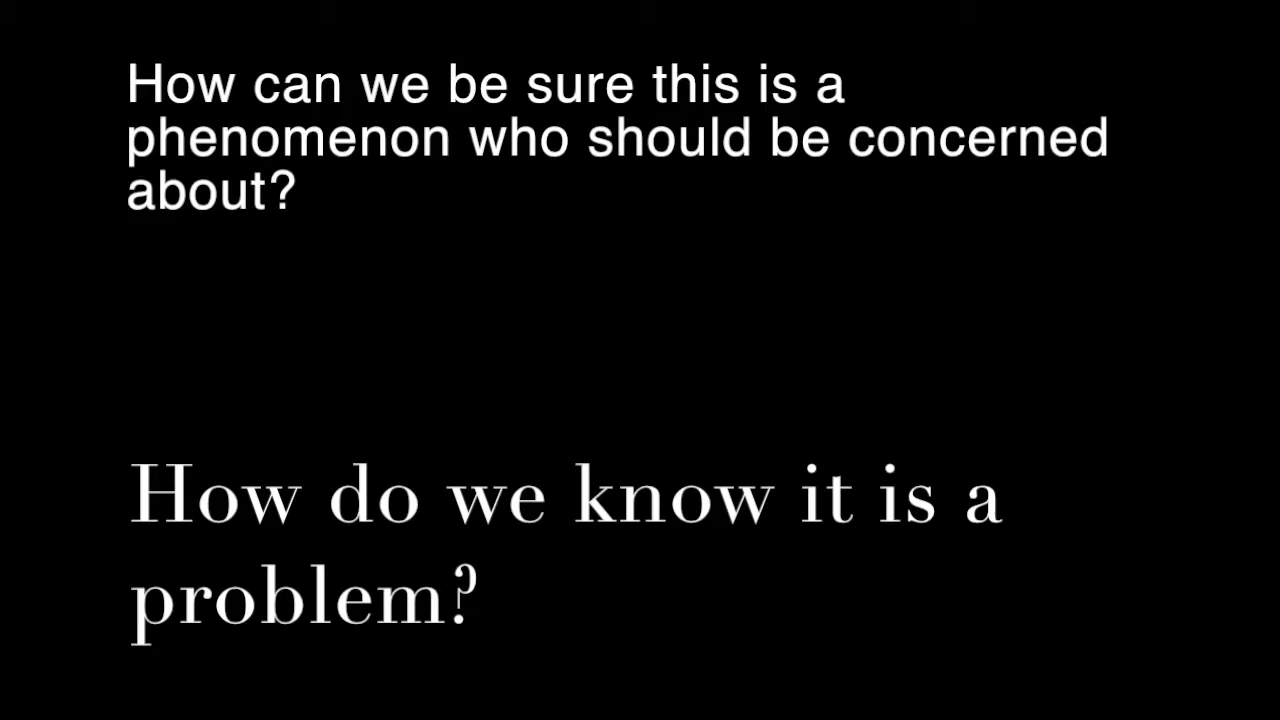 How can we be sure this is a
phenomenon who should be concerned
about?
How do we know it is a
problem?